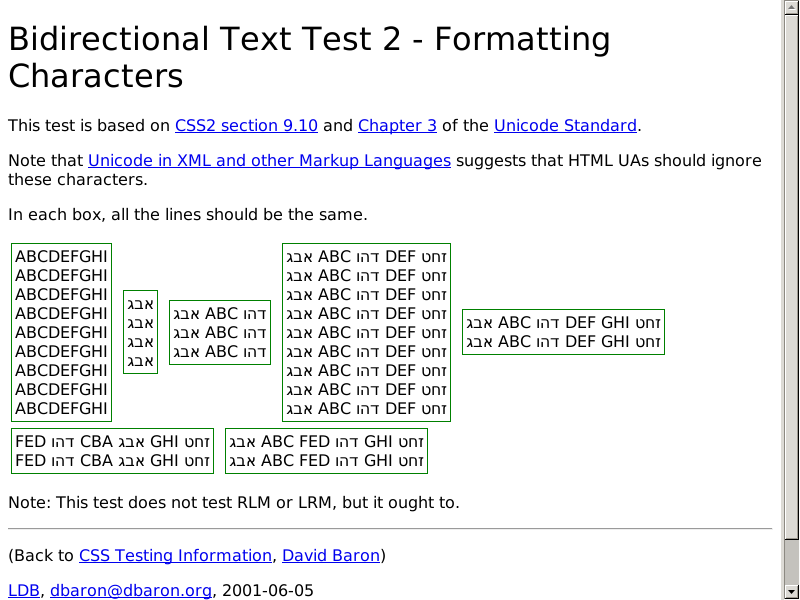 Bidirectional Text Test 2 - Formatting
Characters
This test is based on CSS2 section 9.10 and Chapter 3 of the Unicode Standard.
Note that Unicode in XML and other Markup Languages suggests that HTML UAs should ignore
these characters.
In each box, all the lines should be the same.
ABCDEFGHI
ABCDEFGHI
ABCDEFGHI
ABCDEFGHI
ABCDEFGHI
ABCDEFGHI
ABCDEFGHI
ABCDEFGHI
ABCDEFGHI
אבג
אבג
אבג
אבג
אבג ABC דהו
אבג ABC דהו
אבג ABC דהו
אבג ABC דהו DEF זחט
אבג ABC דהו DEF זחט
אבג ABC דהו DEF זחט
אבג ABC דהו DEF זחט
אבג ABC דהו DEF זחט
אבג ABC דהו DEF זחט
אבג ABC דהו DEF זחט
אבג ABC דהו DEF זחט
אבג ABC דהו DEF זחט
אבג ABC דהו DEF GHI זחט
אבג ABC דהו DEF GHI זחט
FED דהו CBA אבג GHI זחט
FED דהו CBA אבג GHI זחט
אבג ABC FED דהו GHI זחט
אבג ABC FED דהו GHI זחט
Note: This test does not test RLM or LRM, but it ought to.
(Back to CSS Testing Information, David Baron)
LDB, dbaron@dbaron.org, 2001-06-05